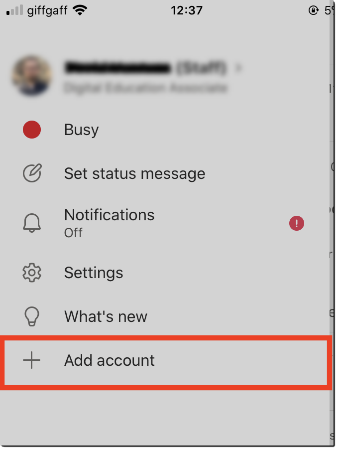 giffgaff 12:37 5
(Staff)
Digital Education Associate
Busy
Set status message
Notifications
Off
Settings
What's new
Add account